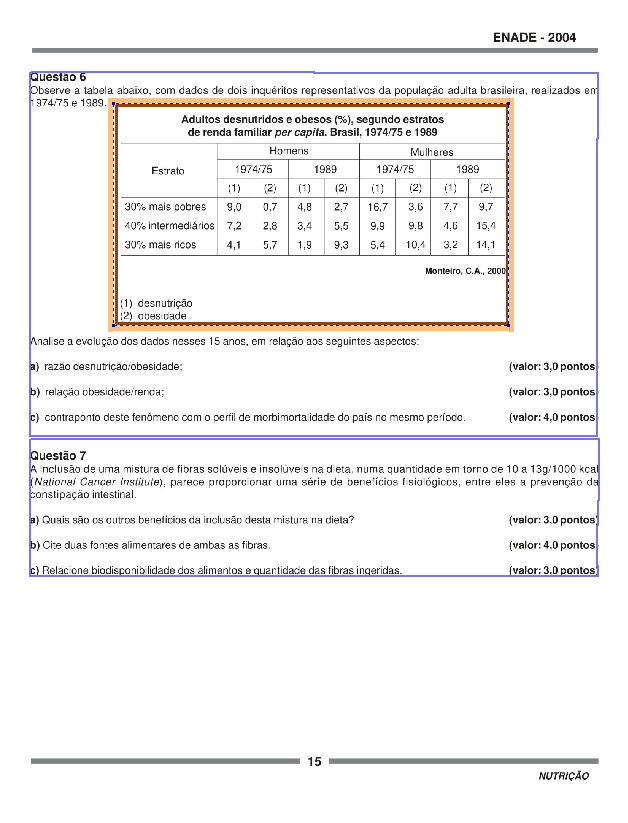 ENADE - 2004
Questão 6
Observe a tabela abaixo, com dados de dois inquéritos representativos da população adulta brasileira, realizados em
1974/75 e 1989.
Adultos desnutridos e obesos (%), segundo estratos
de renda familiar per capita. Brasil, 1974/75 e 1989
Homens Mulheres
Estrato 1974/75 1989 1974/75 1989
(1) (2) (1) (2) (1) (2) (1) (2)
30% mais pobres 9,0 0,7 4,8 2,7 16,7 3,6 7,7 9,7
40% intermediários 7,2 2,8 3,4 5,5 9,9 9,8 4,6 15,4
30% mais ricos 4,1 5,7 1,9 9,3 5,4 10,4 3,2 14,1
Monteiro, C.A., 2000
(1) desnutrição
(2) obesidade
Analise a evolução dos dados nesses 15 anos, em relação aos seguintes aspectos:
a) razão desnutrição/obesidade; (valor: 3,0 pontos)
b) relação obesidade/renda; (valor: 3,0 pontos)
c) contraponto deste fenômeno com o perfil de morbimortalidade do país no mesmo período. (valor: 4,0 pontos)
Questão 7
A inclusão de uma mistura de fibras solúveis e insolúveis na dieta, numa quantidade em torno de 10 a 13g/1000 kcal
(National Cancer Institute), parece proporcionar uma série de benefícios fisiológicos, entre eles a prevenção da
constipação intestinal.
a) Quais são os outros benefícios da inclusão desta mistura na dieta? (valor: 3,0 pontos)
b) Cite duas fontes alimentares de ambas as fibras. (valor: 4,0 pontos)
c) Relacione biodisponibilidade dos alimentos e quantidade das fibras ingeridas. (valor: 3,0 pontos)
15
NUTRIÇÃO